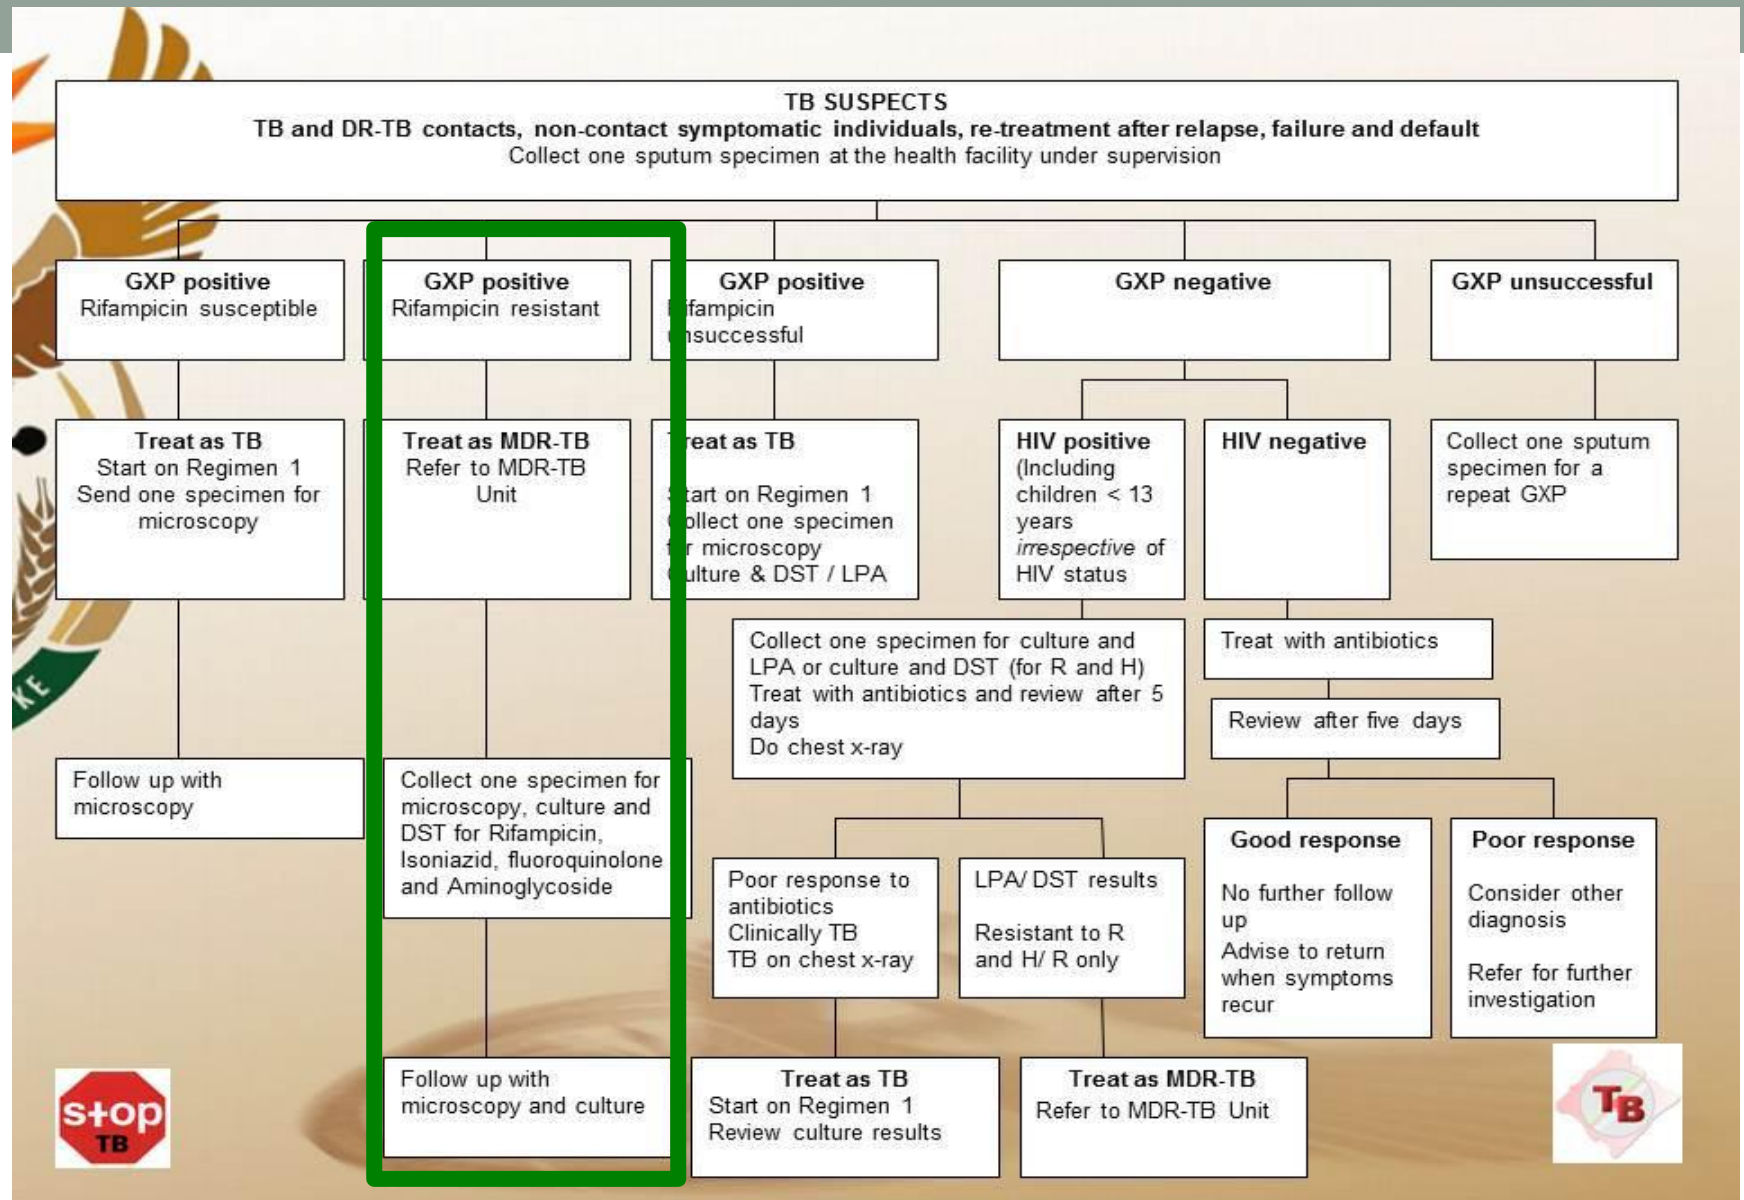 TB SUSPECTS
TB and DR-TB contacts, non-contact symptomatic individuals, re-treatment after relapse, failure and default
Collect one sputum specimen at the health facility under supervision
GXP positive
Rifampicin susceptible
GXP positive
Rifampicin resistant
GXP positive
ifampicin
nsuccessful
GXP negative
GXP unsuccessful
Treat as TB
Start on Regimen 1
Send one specimen for
microscopy
Treat as MDR-TB
Refer to MDR-TB
Unit
reat as TB
tart on Regimen 1
ollect one specimen
f r microscopy
ulture & DST / LPA
HIV positive
(Including
children < 13
years
irrespective of
HIV status
HIV negative
Collect one sputum
specimen for a
repeat GXP
Collect one specimen for culture and
LPA or culture and DST (for R and H)
Treat with antibiotics and review after 5
days
Do chest x-ray
Treat with antibiotics
Review after five days
Follow up with
microscopy
Collect one specimen for
microscopy, culture and
DST for Rifampicin,
Isoniazid, fluoroquinolone
and Aminoglycoside
Poor response to
antibiotics
Clinically TB
TB on chest x-ray
LPA/ DST results
Resistant to R
and H/ R only
Good response
No further follow
up
Advise to return
when symptoms
recur
Poor response
Consider other
diagnosis
Refer for further
investigation
Follow up with
microscopy and culture
Treat as TB
Start on Regimen 1
Review culture results
Treat as MDR-TB
Refer to MDR-TB Unit
KE
stop
TB
TB